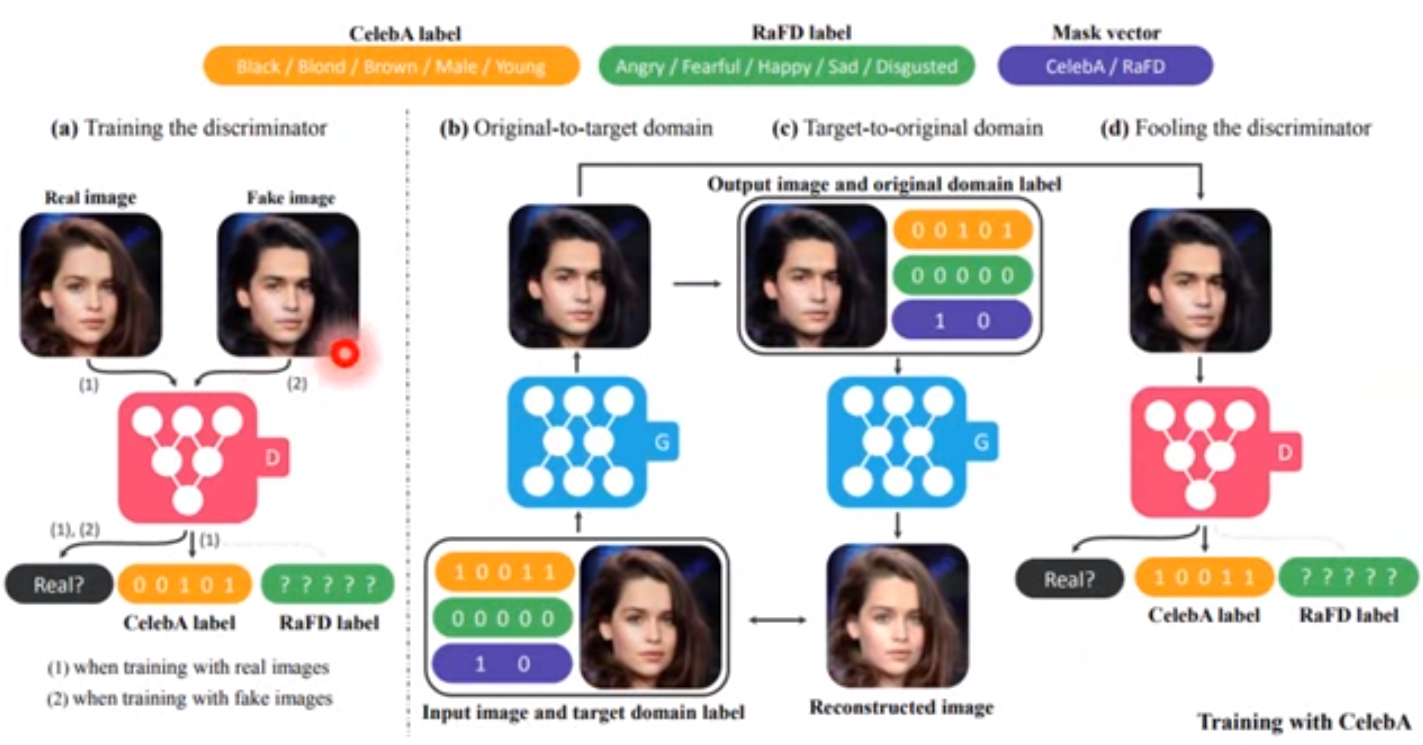 CelebA label
RaFD label
Mask vector
Black / Blond / Brown / Male / Young
Angry / Fearful / Happy / Sad / Disgusted
CelebA / RaFD
(a) Training the discriminator
(b) Original-to-target domain
(c) Target-to-original domain
(d) Fooling the discriminator
Real image
Fake image
(1)
(2)
D
(1), (2)
(1)
Real?
0 0 1 0 1
? ? ? ? ?
CelebA label
RaFD label
(1) when training with real images
(2) when training with fake images
G
1 0 0 1 1
0 0 0 0 0
1 0
Input image and target domain label
Output image and original domain label
0 0 1 0 1
0 0 0 0 0
1 0
G
Reconstructed image
D
Real?
1 0 0 1 1
? ? ? ? ?
CelebA label
RaFD label
Training with CelebA